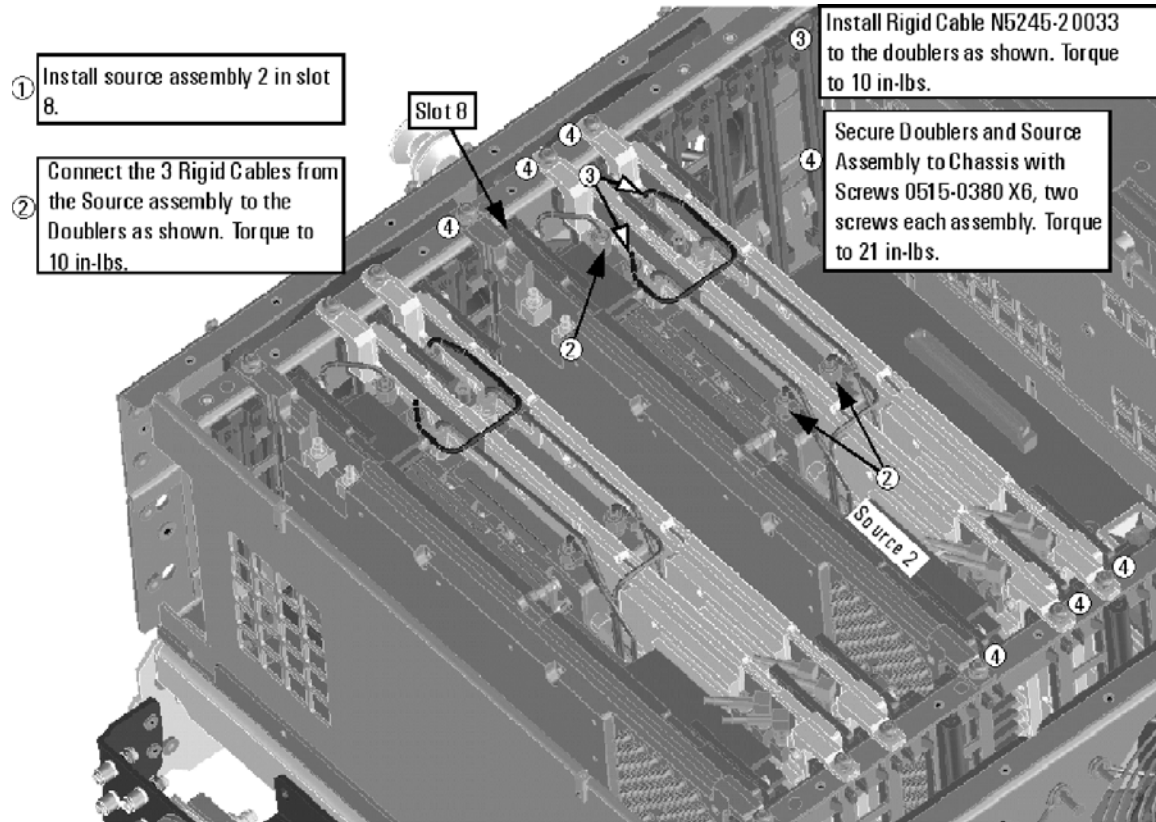 ① Install source assembly 2 in slot
8.
② Connect the 3 Rigid Cables from
the Source assembly to the
Doublers as shown. Torque to
10 in-lbs.
③ Install Rigid Cable N5245-20033
to the doublers as shown. Torque
to 10 in-lbs.
④ Secure Doublers and Source
Assembly to Chassis with
Screws 0515-0380 X6, two
screws each assembly. Torque
to 21 in-lbs.
Slot 8
④
④
④
③
②
②
Source 2
④
④
④